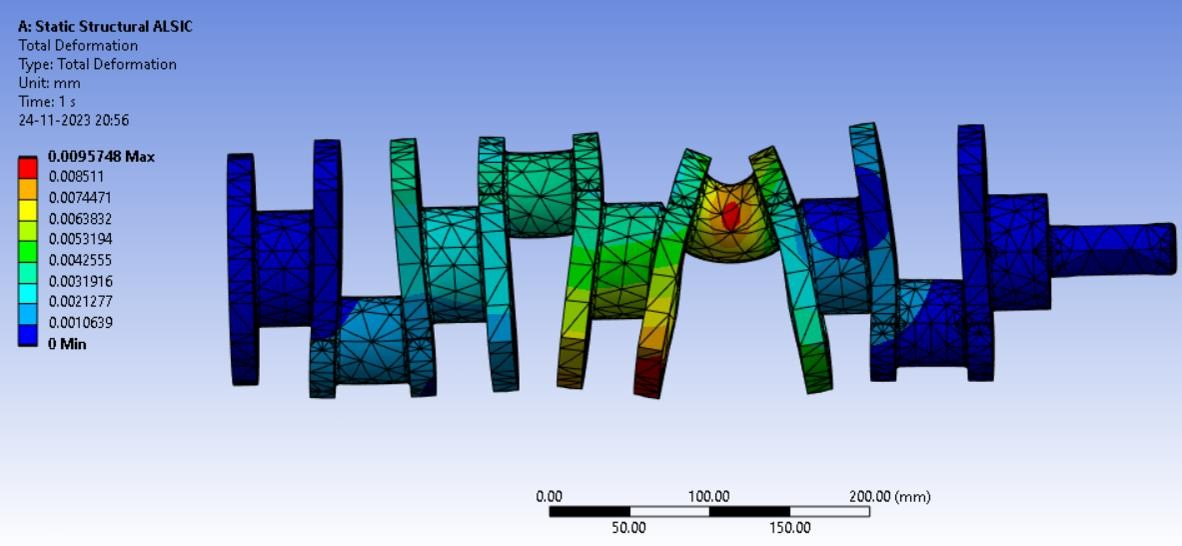 A: Static Structural ALSIC
Total Deformation
Type: Total Deformation
Unit: mm
Time: 1 s
24-11-2023 20:56
0.0095748 Max
0.008511
0.0074471
0.0063832
0.0053194
0.0042555
0.0031916
0.0021277
0.0010639
0 Min
0.00 100.00 200.00 (mm)
50.00 150.00